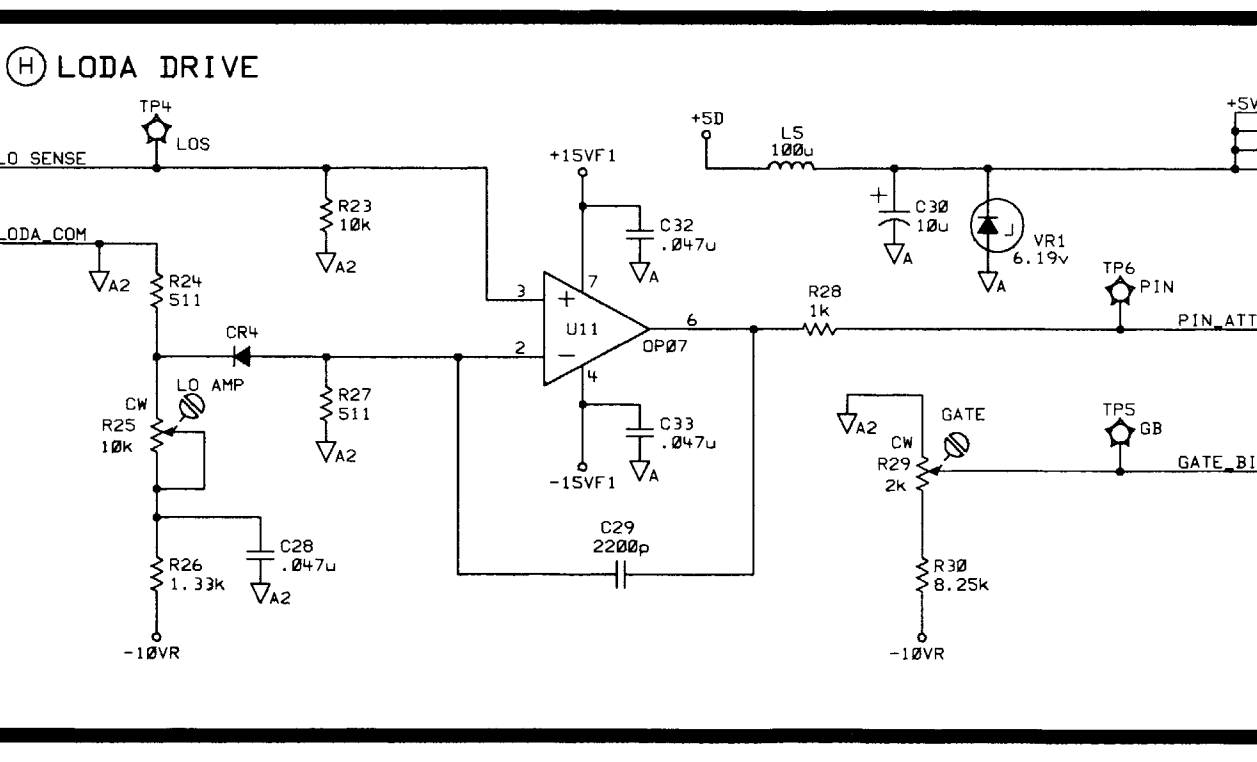 H LODA DRIVE
TP4
LOS
LO SENSE
R23
10k
A2
LODA_COM
A2
R24
511
CR4
LO AMP
CW
R25
10k
R27
511
A2
C28
.047u
A2
R26
1.33k
-10VR
+15VF1
C32
.047u
A
3
+
7
U11
2
-
4
6
OP07
C33
.047u
A
-15VF1
C29
2200p
+5D
L5
100u
+
C30
10u
A
VR1
6.19v
A
+5V
R28
1k
TP6
PIN
PIN_ATT
A2
GATE
CW
R29
2k
TP5
GB
GATE_BI
R30
8.25k
-10VR